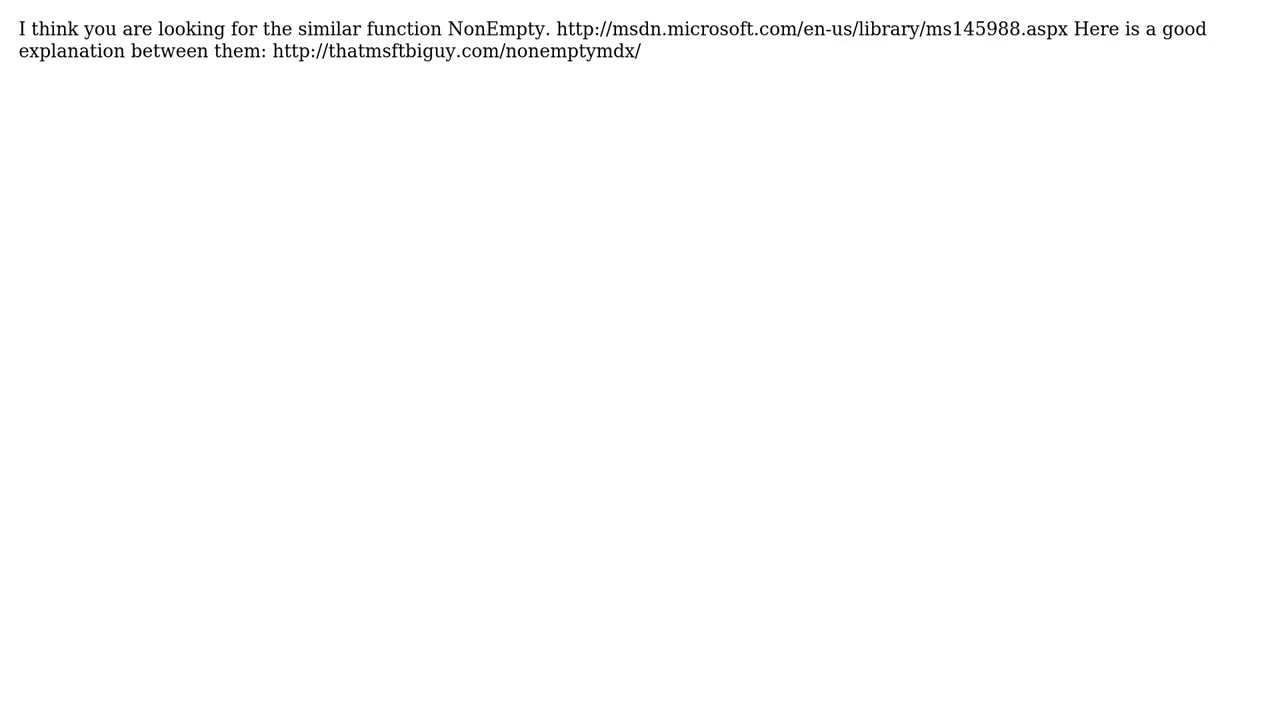 I think you are looking for the similar function NonEmpty. http://msdn.microsoft.com/en-us/library/ms145988.aspx Here is a good
explanation between them: http://thatmsftbiguy.com/nonemptymdx/